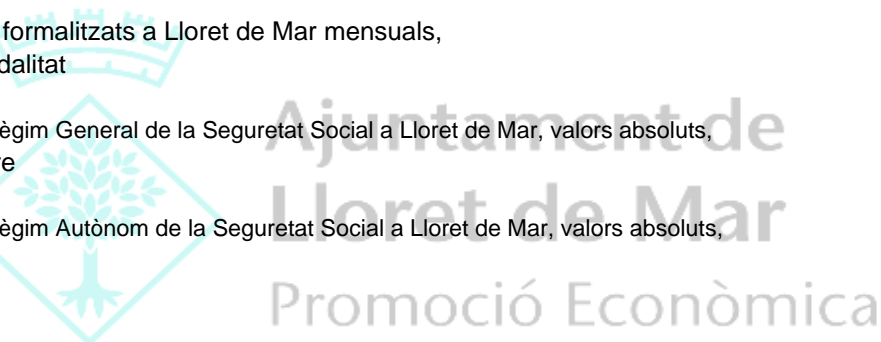 formalitzats a Lloret de Mar mensuals,
dalitat
ègim General de la Seguretat Social a Lloret de Mar, valors absoluts,
Ajuntament de
re
Lloret de Mar
ègim Autònom de la Seguretat Social a Lloret de Mar, valors absoluts,
Promoció Econòmica